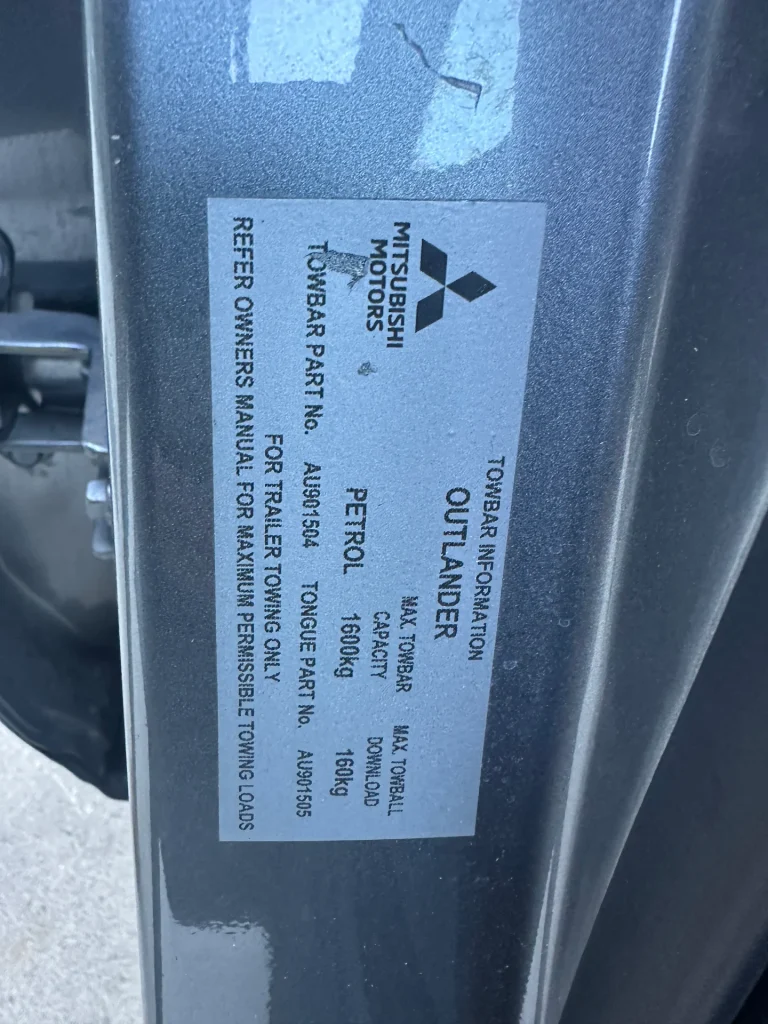 MITSUBISHI
MOTORS
TOWBAR INFORMATION
OUTLANDER
MAX. TOWBAR CAPACITY
MAX. TOWBALL DOWNLOAD
PETROL 1600kg 160kg
TOWBAR PART No. AU901504 TONGUE PART No. AU901505
FOR TRAILER TOWING ONLY
REFER OWNERS MANUAL FOR MAXIMUM PERMISSIBLE TOWING LOADS